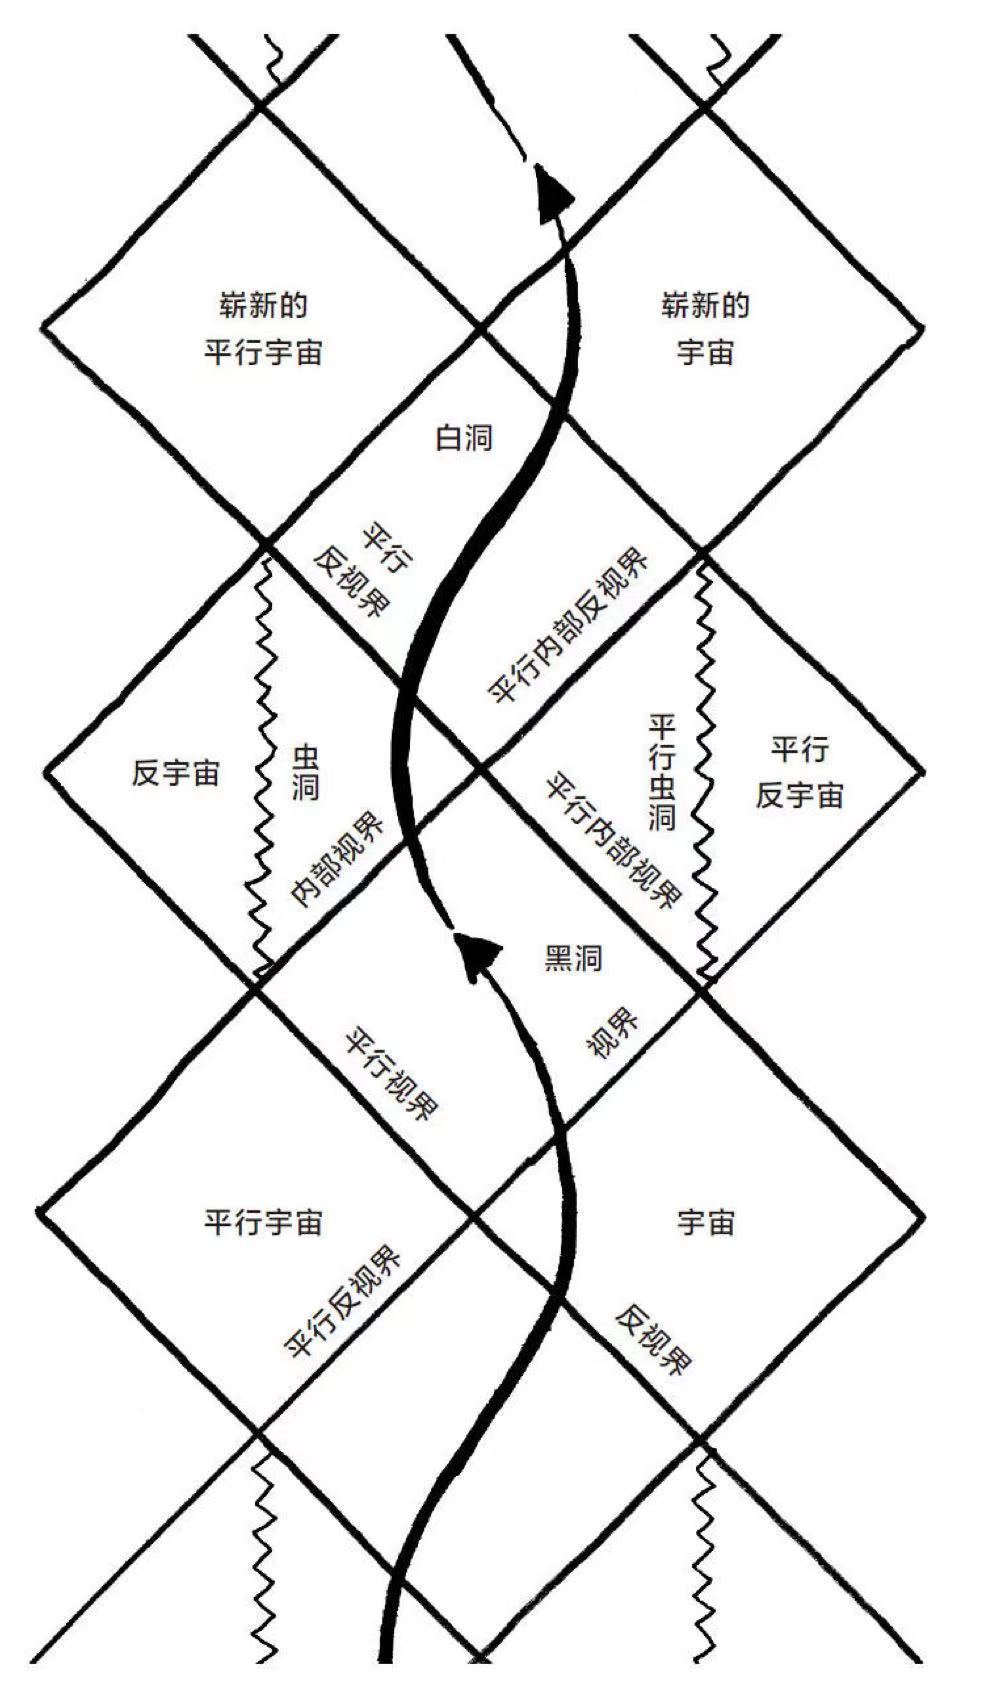 崭新的
平行宇宙
崭新的
宇宙
白洞
平行
反视界
平行内部反视界
反宇宙
虫洞
平行虫洞
平行
反宇宙
内部视界
平行内部视界
黑洞
视界
平行视界
平行宇宙
宇宙
平行反视界
反视界